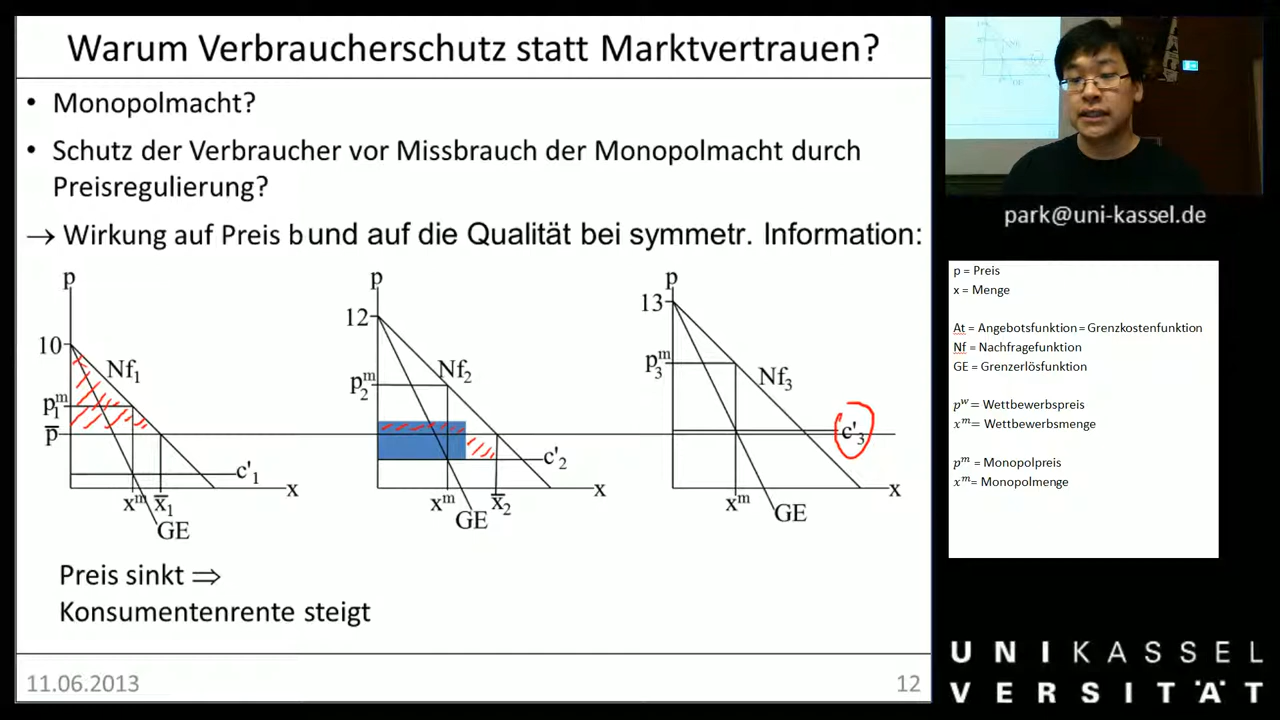 Warum Verbraucherschutz statt Marktvertrauen?
• Monopolmacht?
• Schutz der Verbraucher vor Missbrauch der Monopolmacht durch
Preisregulierung?
→ Wirkung auf Preis b und auf die Qualität bei symmetr. Information:
p
10
Nf₁
p₁ᵐ
p̅
c'₁
xᵐ
x̅₁
x
GE
p
12
Nf₂
p₂ᵐ
c'₂
xᵐ
x̅₂
x
GE
p
13
Nf₃
p₃ᵐ
c'₃
xᵐ
x
GE
Preis sinkt ⇒
Konsumentenrente steigt
11.06.2013
12
park@uni-kassel.de
p = Preis
x = Menge
At = Angebotsfunktion = Grenzkostenfunktion
Nf = Nachfragefunktion
GE = Grenzerlösfunktion
pʷ = Wettbewerbspreis
xᵐ = Wettbewerbsmenge
pᵐ = Monopolpreis
xᵐ = Monopolmenge
UNIKASSEL
VERSITÄT